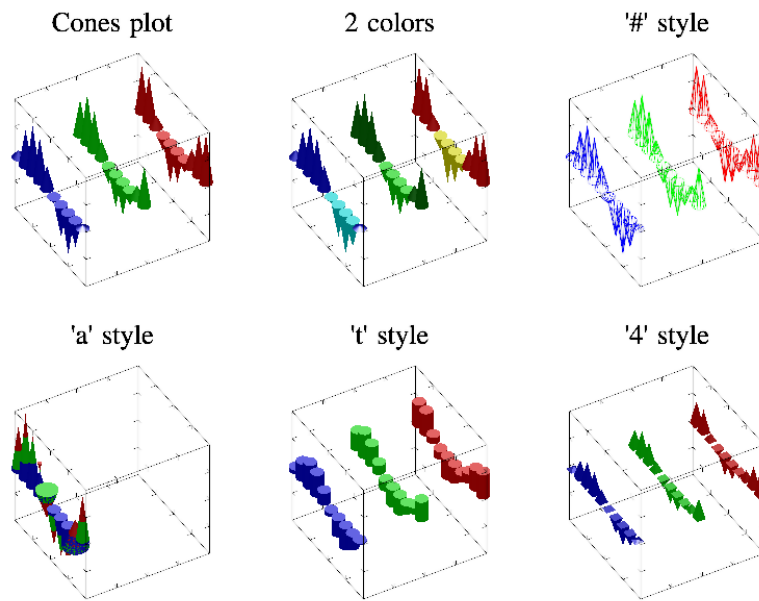 Cones plot
2 colors
'#' style
'a' style
't' style
'4' style